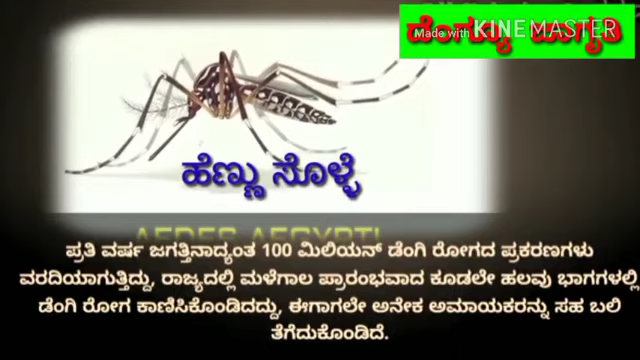 ಡೆಂಗ್ಯೂ ಜಾಗೃತಿ
Made with KINEMASTER
ಹೆಣ್ಣು ಸೊಳ್ಳೆ
AEDES AEGYPTI
ಪ್ರತಿ ವರ್ಷ ಜಗತ್ತಿನಾದ್ಯಂತ 100 ಮಿಲಿಯನ್ ಡೆಂಗಿ ರೋಗದ ಪ್ರಕರಣಗಳು
ವರದಿಯಾಗುತ್ತಿದ್ದು, ರಾಜ್ಯದಲ್ಲಿ ಮಳೆಗಾಲ ಪ್ರಾರಂಭವಾದ ಕೂಡಲೇ ಹಲವು ಭಾಗಗಳಲ್ಲಿ
ಡೆಂಗಿ ರೋಗ ಕಾಣಿಸಿಕೊಂಡಿದದ್ದು, ಈಗಾಗಲೇ ಅನೇಕ ಅಮಾಯಕರನ್ನು ಸಹ ಬಲಿ
ತೆಗೆದುಕೊಂಡಿದೆ.